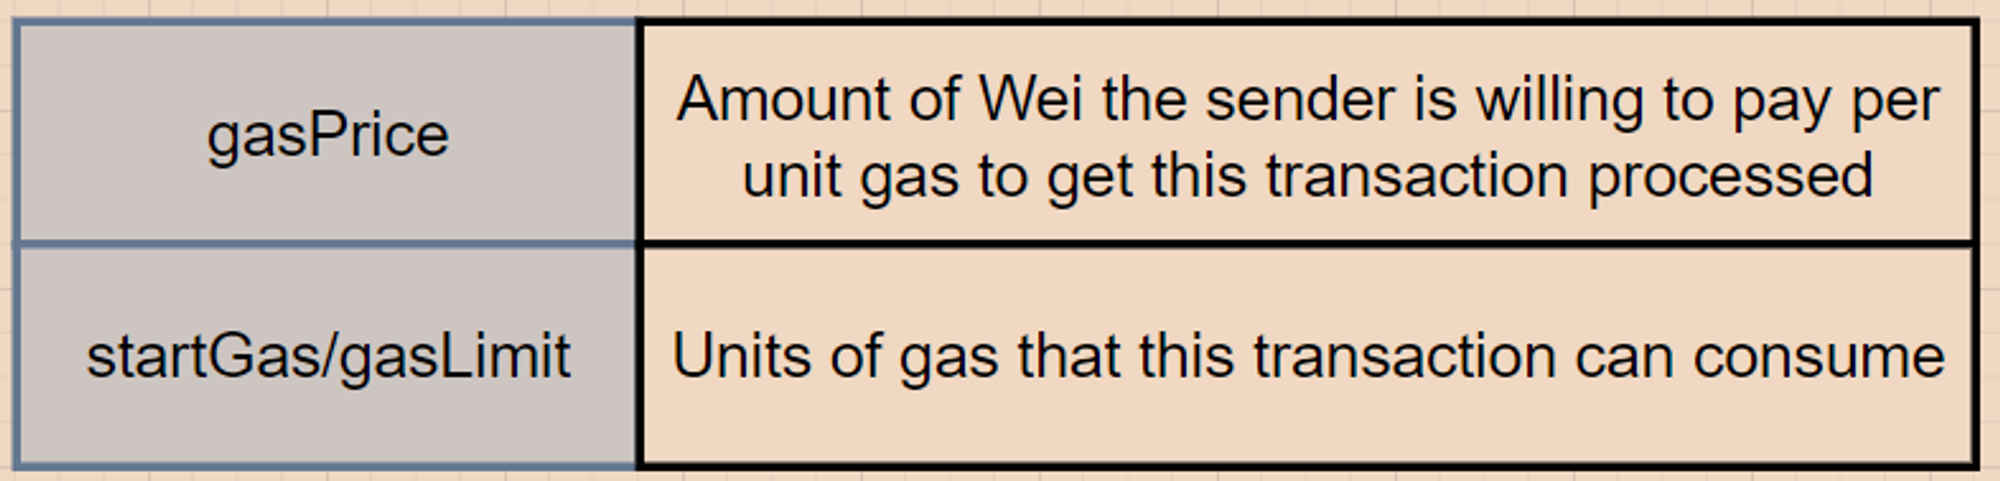 gasPrice
Amount of Wei the sender is willing to pay per
unit gas to get this transaction processed
startGas/gasLimit
Units of gas that this transaction can consume